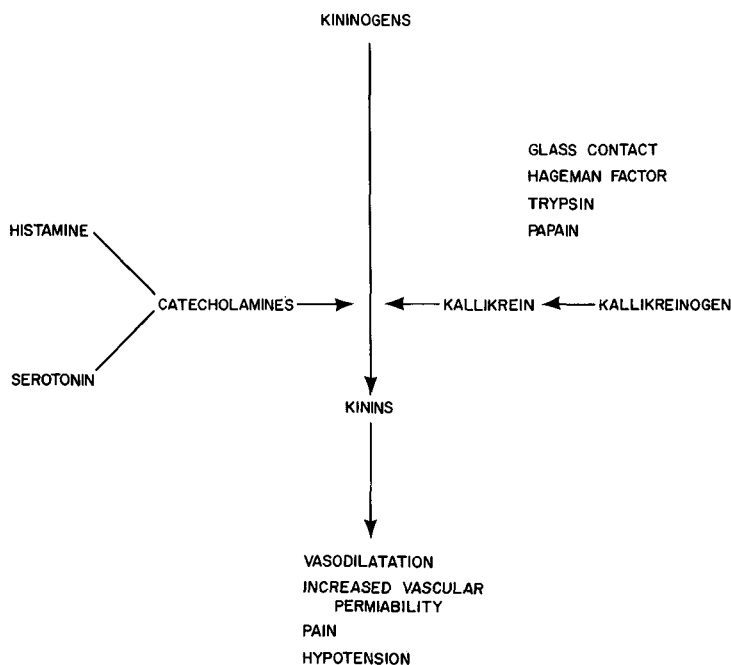 KININOGENS
GLASS CONTACT
HAGEMAN FACTOR
TRYPSIN
PAPAIN
HISTAMINE
CATECHOLAMINES
KALLIKREIN
KALLIKREINOGEN
SEROTONIN
KININS
VASODILATATION
INCREASED VASCULAR
PERMIABILITY
PAIN
HYPOTENSION